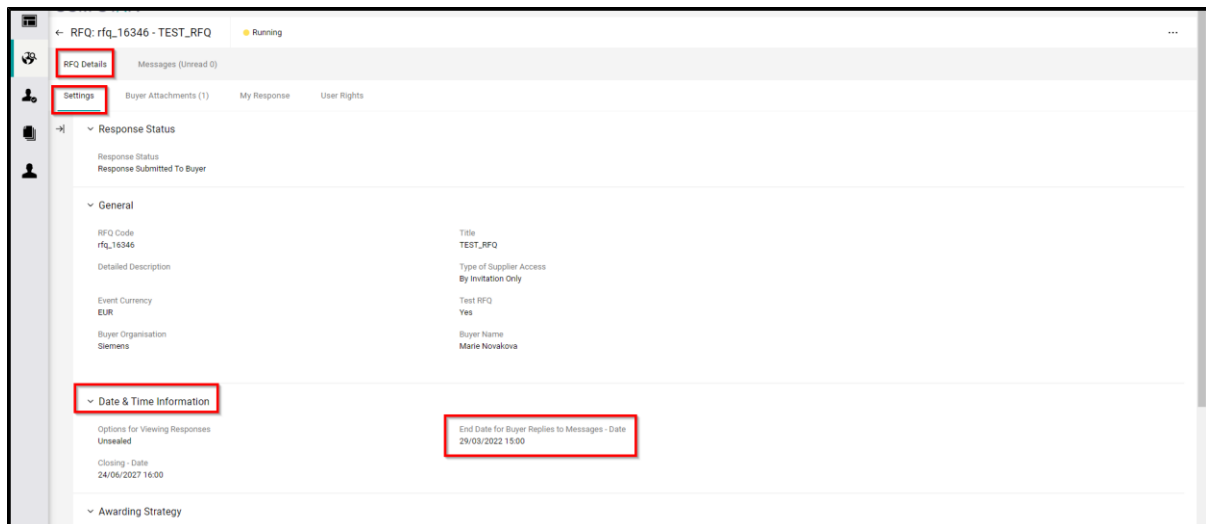 ← RFQ: rfq_16346 - TEST_RFQ Running ...
RFQ Details Messages (Unread 0)
Settings Buyer Attachments (1) My Response User Rights
Response Status
Response Status
Response Submitted To Buyer
General
RFQ Code Title
rfq_16346 TEST_RFQ
Detailed Description Type of Supplier Access
By Invitation Only
Event Currency Test RFQ
EUR Yes
Buyer Organisation Buyer Name
Siemens Marie Novakova
Date & Time Information
Options for Viewing Responses End Date for Buyer Replies to Messages - Date
Unsealed 29/03/2022 15:00
Closing - Date
24/06/2027 16:00
Awarding Strategy